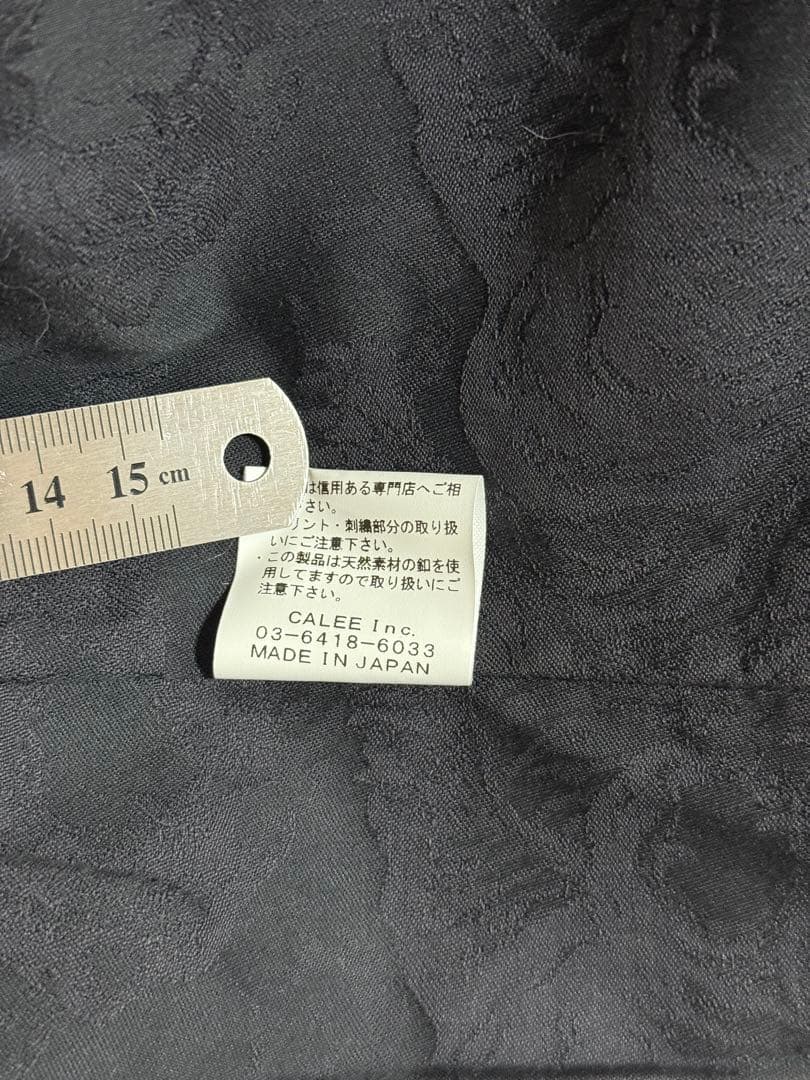 14 15 cm
は信用ある専門店へご相
さい。
リント・刺繍部分の取り扱
いにご注意下さい。
・この製品は天然素材の釦を使
用してますので取り扱いにご
注意下さい。
CALEE Inc.
03-6418-6033
MADE IN JAPAN